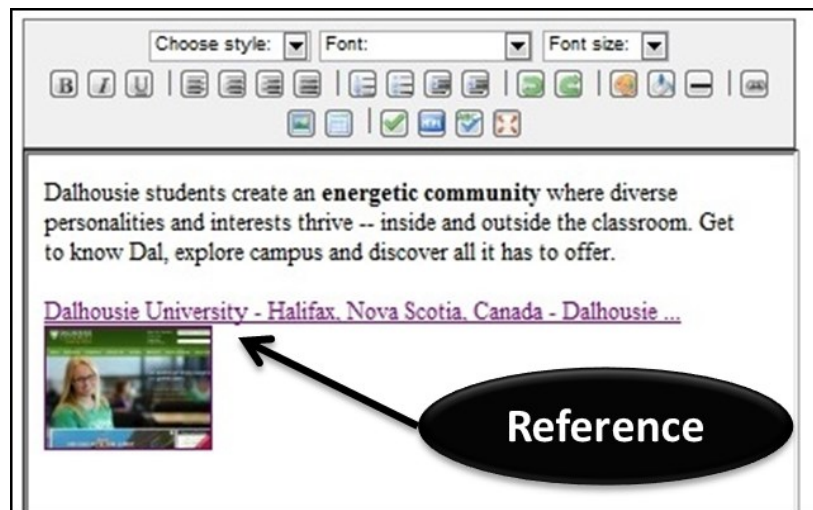 Choose style: Font: Font size:
B I U
Dalhousie students create an energetic community where diverse
personalities and interests thrive -- inside and outside the classroom. Get
to know Dal, explore campus and discover all it has to offer.
Dalhousie University - Halifax, Nova Scotia, Canada - Dalhousie ...
Reference